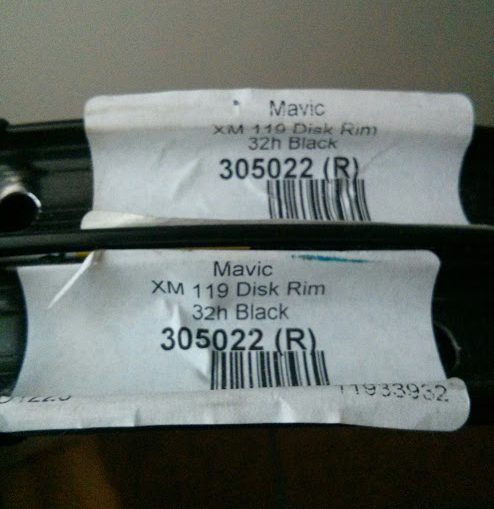 Mavic
XM 119 Disk Rim
32h Black
305022 (R)
Mavic
XM 119 Disk Rim
32h Black
305022 (R)
11933932